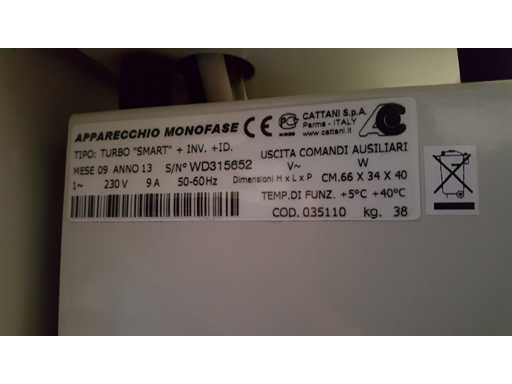 APPARECCHIO MONOFASE CE CATTANI S.p.A.
Parma - ITALY
www.cattani.it
TIPO: TURBO "SMART" + INV. +ID.
USCITA COMANDI AUSILIARI
MESE 09 ANNO 13 S/N° WD315652 V~ W
1~ 230 V 9 A 50-60Hz Dimensioni H x L x P CM.66 X 34 X 40
TEMP.DI FUNZ. +5°C +40°C
COD. 035110 kg. 38